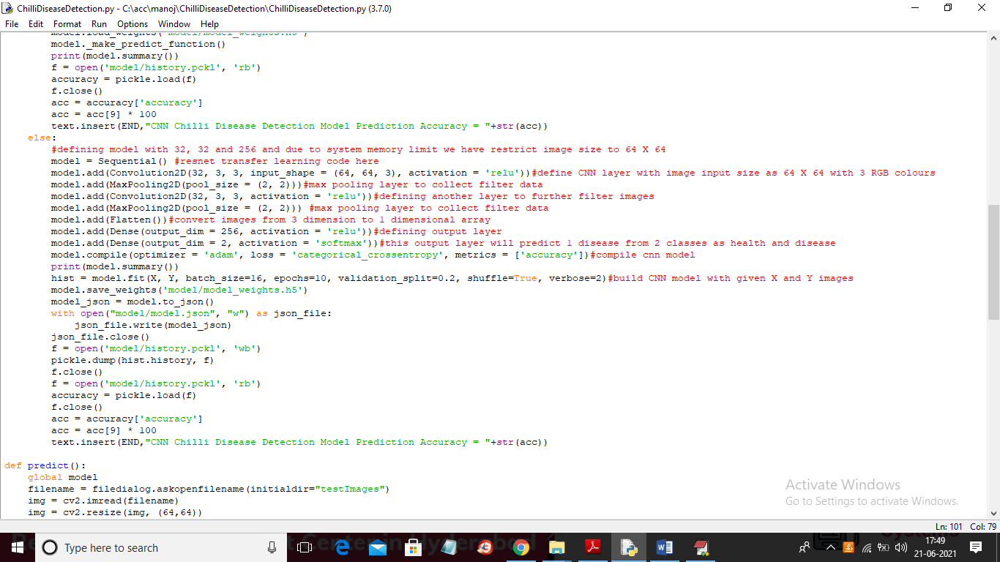 ChilliDiseaseDetection.py - C:\acc\manoj\ChilliDiseaseDetection\ChilliDiseaseDetection.py (3.7.0)
File Edit Format Run Options Window Help
model.load_weights('model/model_weights.h5')
model._make_predict_function()
print(model.summary())
f = open('model/history.pckl', 'rb')
accuracy = pickle.load(f)
f.close()
acc = accuracy['accuracy']
acc = acc[9] * 100
text.insert(END,"CNN Chilli Disease Detection Model Prediction Accuracy = "+str(acc))
else:
#defining model with 32, 32 and 256 and due to system memory limit we have restrict image size to 64 X 64
model = Sequential() #resnet transfer learning code here
model.add(Convolution2D(32, 3, 3, input_shape = (64, 64, 3), activation = 'relu'))#define CNN layer with image input size as 64 X 64 with 3 RGB colours
model.add(MaxPooling2D(pool_size = (2, 2)))#max pooling layer to collect filter data
model.add(Convolution2D(32, 3, 3, activation = 'relu'))#defining another layer to further filter images
model.add(MaxPooling2D(pool_size = (2, 2))) #max pooling layer to collect filter data
model.add(Flatten())#convert images from 3 dimension to 1 dimensional array
model.add(Dense(output_dim = 256, activation = 'relu'))#defining output layer
model.add(Dense(output_dim = 2, activation = 'softmax'))#this output layer will predict 1 disease from 2 classes as health and disease
model.compile(optimizer = 'adam', loss = 'categorical_crossentropy', metrics = ['accuracy'])#compile cnn model
print(model.summary())
hist = model.fit(X, Y, batch_size=16, epochs=10, validation_split=0.2, shuffle=True, verbose=2)#build CNN model with given X and Y images
model.save_weights('model/model_weights.h5')
model_json = model.to_json()
with open("model/model.json", "w") as json_file:
json_file.write(model_json)
json_file.close()
f = open('model/history.pckl', 'wb')
pickle.dump(hist.history, f)
f.close()
f = open('model/history.pckl', 'rb')
accuracy = pickle.load(f)
f.close()
acc = accuracy['accuracy']
acc = acc[9] * 100
text.insert(END,"CNN Chilli Disease Detection Model Prediction Accuracy = "+str(acc))
def predict():
global model
filename = filedialog.askopenfilename(initialdir="testImages")
img = cv2.imread(filename)
img = cv2.resize(img, (64,64))
Activate Windows
Go to Settings to activate Windows.
Ln: 101 Col: 79
Type here to search
17:49
21-06-2021